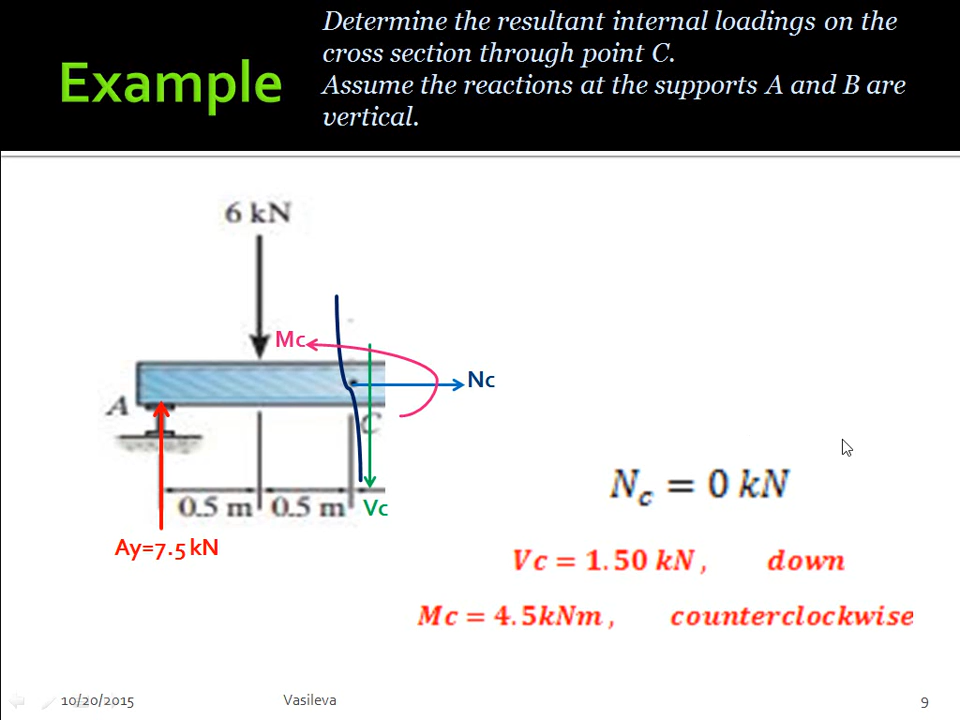 Example
Determine the resultant internal loadings on the
cross section through point C.
Assume the reactions at the supports A and B are
vertical.
6 kN
Mc
Nc
A
C
0.5 m
0.5 m
Vc
Ay=7.5 kN
N_c = 0 kN
Vc = 1.50 kN , down
Mc = 4.5kNm , counterclockwise
10/20/2015
Vasileva
9